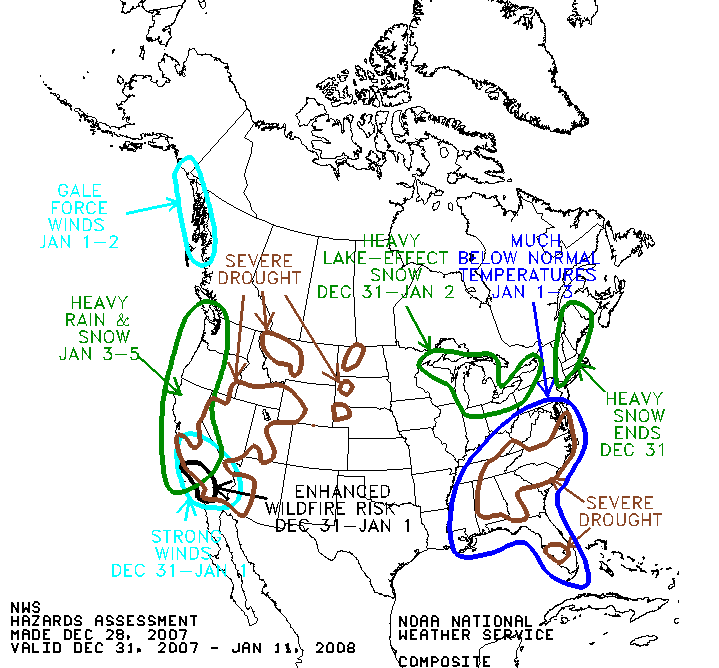 GALE
FORCE
WINDS
JAN 1-2
SEVERE
DROUGHT
HEAVY
LAKE-EFFECT
SNOW
DEC 31-JAN 2
MUCH
BELOW NORMAL
TEMPERATURES
JAN 1-3
HEAVY
RAIN &
SNOW
JAN 3-5
HEAVY
SNOW
ENDS
DEC 31
ENHANCED
WILDFIRE RISK
DEC 31-JAN 1
SEVERE
DROUGHT
STRONG
WINDS
DEC 31-JAN 1
NWS
HAZARDS ASSESSMENT
MADE DEC 28, 2007
VALID DEC 31, 2007 - JAN 11, 2008
NOAA NATIONAL
WEATHER SERVICE
COMPOSITE